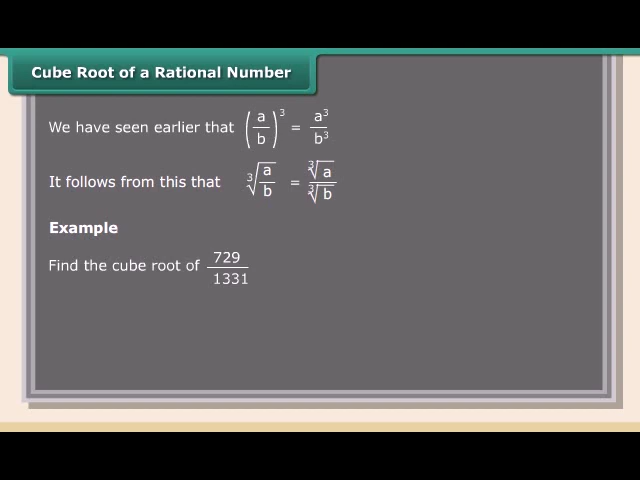 Cube Root of a Rational Number
We have seen earlier that (a/b)³ = a³/b³
It follows from this that ∛(a/b) = ∛a/∛b
Example
Find the cube root of 729/1331